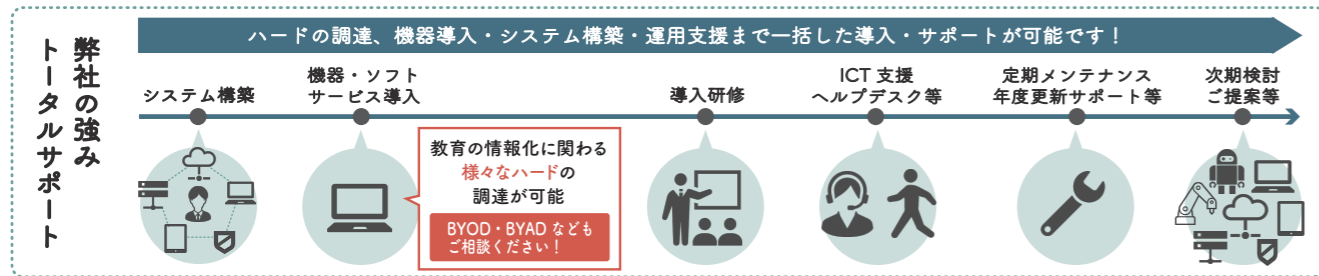 弊社の強み
トータルサポート
ハードの調達、機器導入・システム構築・運用支援まで一括した導入・サポートが可能です！
システム構築
機器・ソフト
サービス導入
教育の情報化に関わる
様々なハードの
調達が可能
BYOD・BYAD なども
ご相談ください！
導入研修
ICT 支援
ヘルプデスク等
定期メンテナンス
年度更新サポート等
次期検討
ご提案等